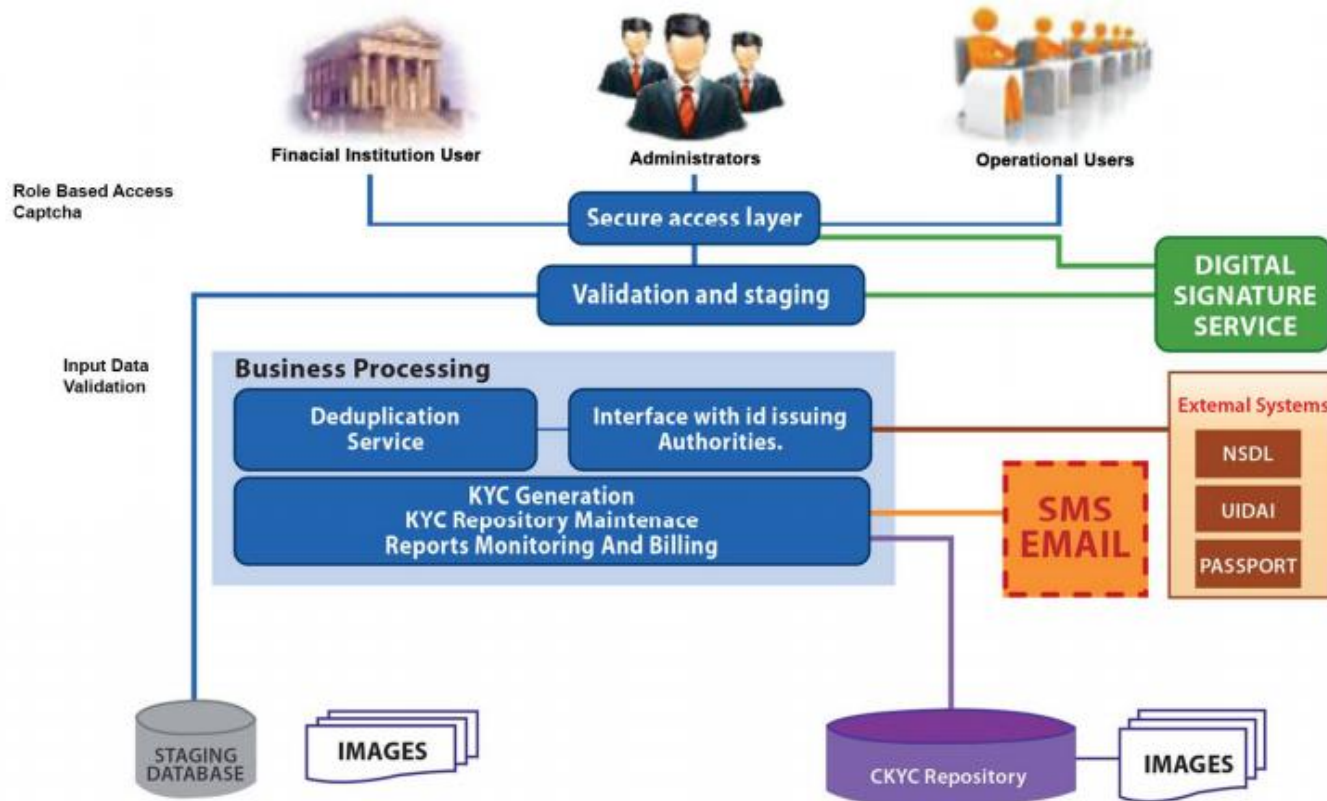 Finacial Institution User
Administrators
Operational Users
Role Based Access
Captcha
Secure access layer
Validation and staging
DIGITAL
SIGNATURE
SERVICE
Input Data
Validation
Business Processing
Deduplication
Service
Interface with id issuing
Authorities.
External Systems
NSDL
UIDAI
PASSPORT
KYC Generation
KYC Repository Maintenace
Reports Monitoring And Billing
SMS
EMAIL
STAGING
DATABASE
IMAGES
CKYC Repository
IMAGES